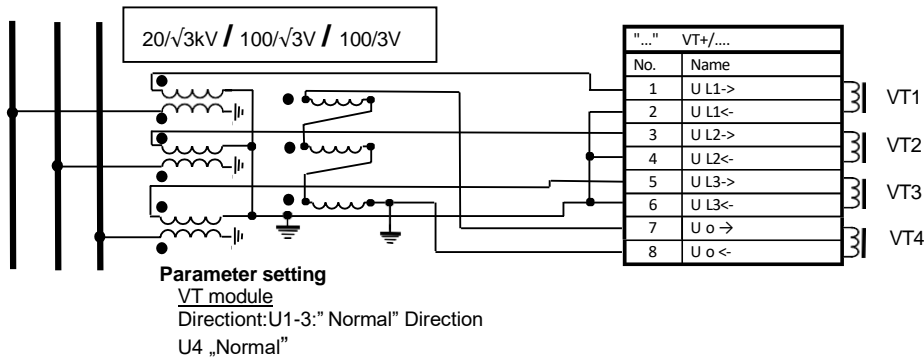 20/√3kV / 100/√3V / 100/3V
"..." VT+/....
No. Name
1 U L1->
2 U L1<-
3 U L2->
4 U L2<-
5 U L3->
6 U L3<-
7 U o →
8 U o <-
VT1
VT2
VT3
VT4
Parameter setting
VT module
Directiont:U1-3:” Normal” Direction
U4 „Normal”